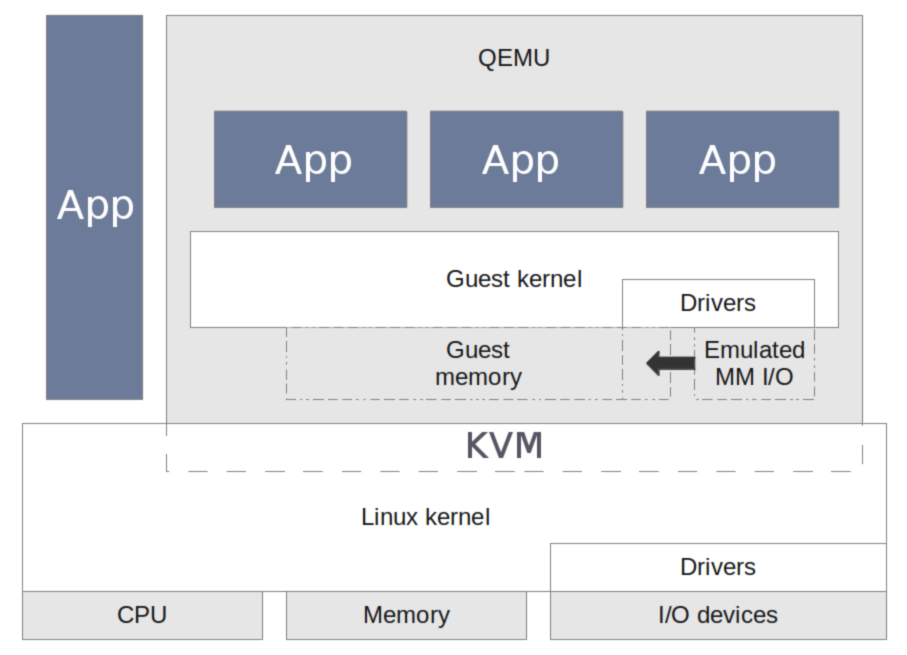 QEMU
App
App
App
App
Guest kernel
Drivers
Guest
memory
Emulated
MM I/O
KVM
Linux kernel
Drivers
CPU
Memory
I/O devices